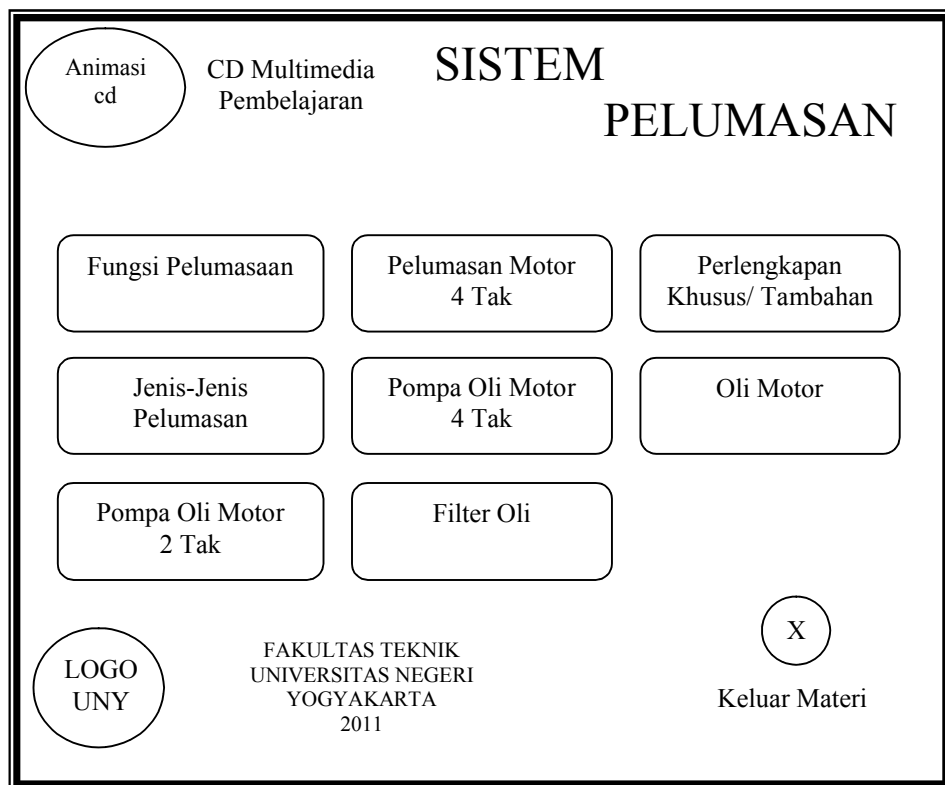 Animasi
cd
CD Multimedia
Pembelajaran
SISTEM
PELUMASAN
Fungsi Pelumasaan
Pelumasan Motor
4 Tak
Perlengkapan
Khusus/ Tambahan
Jenis-Jenis
Pelumasan
Pompa Oli Motor
4 Tak
Oli Motor
Pompa Oli Motor
2 Tak
Filter Oli
LOGO
UNY
FAKULTAS TEKNIK
UNIVERSITAS NEGERI
YOGYAKARTA
2011
X
Keluar Materi